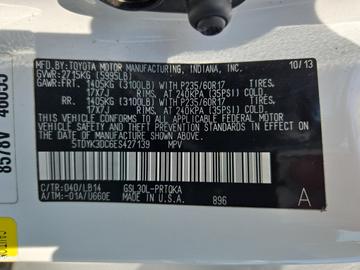 MFD.BY:TOYOTA MOTOR MANUFACTURING, INDIANA, INC. 10/13
GVWR:2715KG (5995LB)
GAWR:FRT. 1405KG (3100LB) WITH P235/60R17 TIRES,
17X7J RIMS, AT 240KPA (35PSI) COLD.
RR. 1405KG (3100LB) WITH P235/60R17 TIRES,
17X7J RIMS, AT 240KPA (35PSI) COLD.
THIS VEHICLE CONFORMS TO ALL APPLICABLE
FEDERAL MOTOR VEHICLE SAFETY AND
THEFT PREVENTION STANDARDS IN EFFECT ON
THE DATE OF MANUFACTURE SHOWN ABOVE.
5TDYK3DC6ES427139 MPV
C/TR:040/LB14 GSL30L-PRTQKA
A/TM:-01A/U660E MADE IN U.S.A. 896 A
8578V